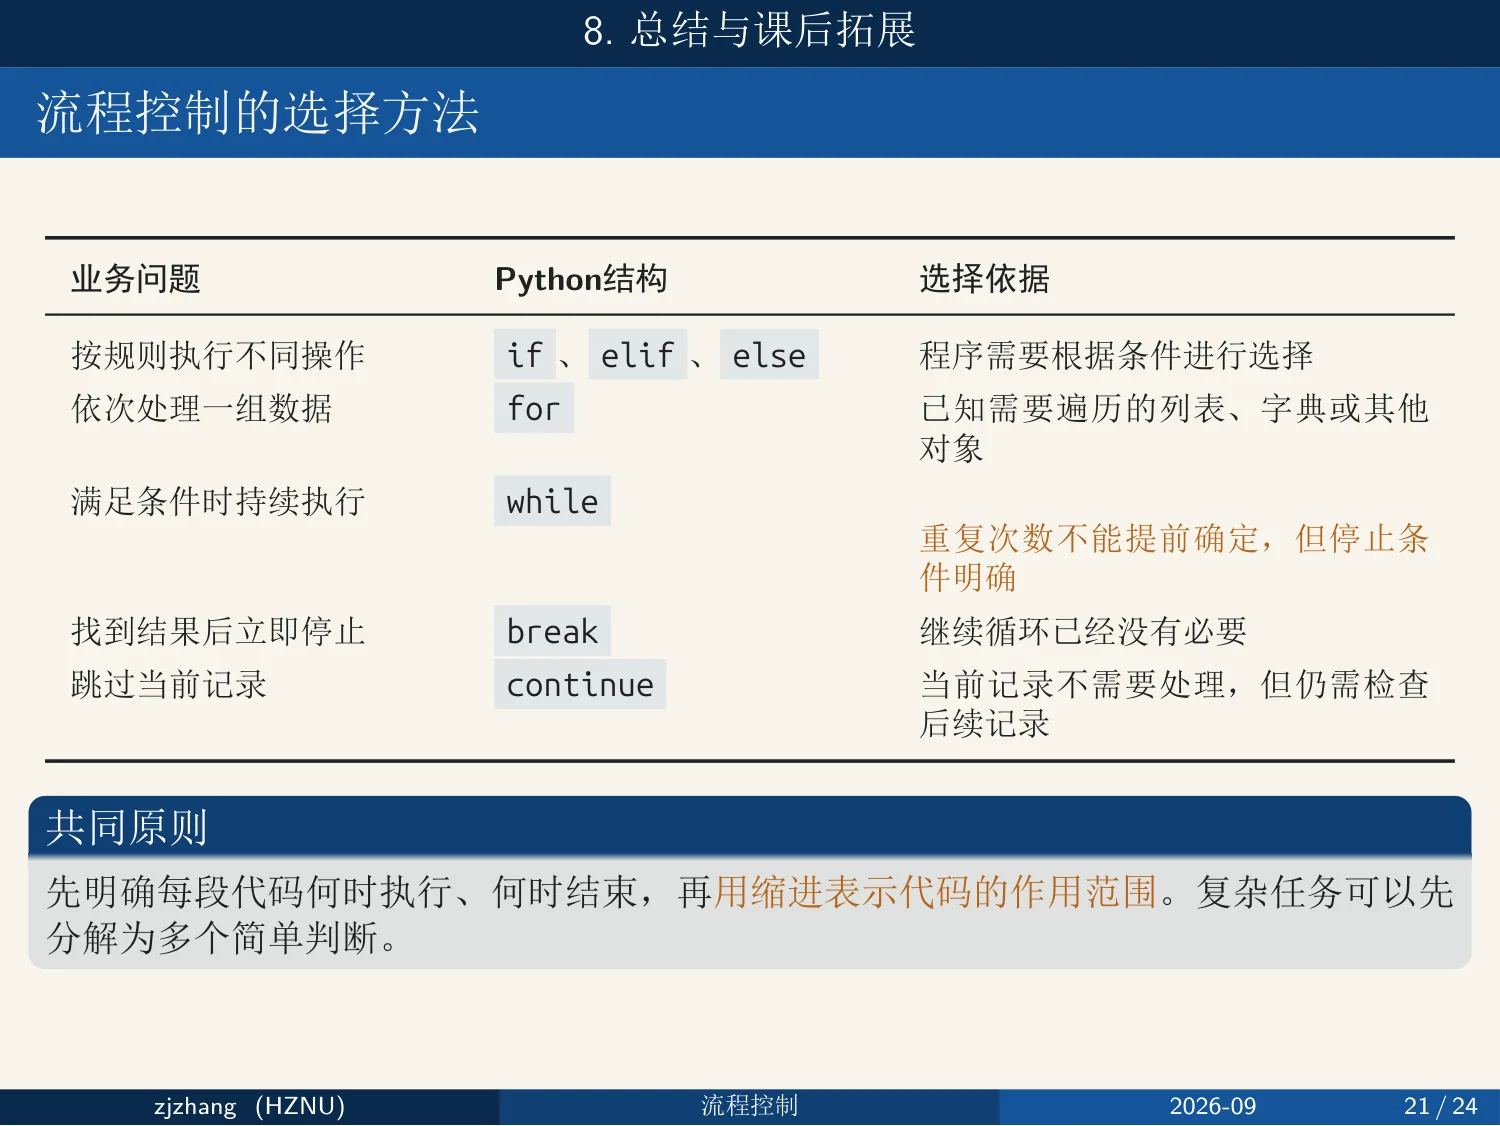 8. 总结与课后拓展
流程控制的选择方法
业务问题 Python结构 选择依据
按规则执行不同操作 if、elif、else 程序需要根据条件进行选择
依次处理一组数据 for 已知需要遍历的列表、字典或其他
对象
满足条件时持续执行 while
重复次数不能提前确定，但停止条
件明确
找到结果后立即停止 break 继续循环已经没有必要
跳过当前记录 continue 当前记录不需要处理，但仍需检查
后续记录
共同原则
先明确每段代码何时执行、何时结束，再用缩进表示代码的作用范围。复杂任务可以先
分解为多个简单判断。
zjzhang (HZNU) 流程控制 2026-09 21 / 24